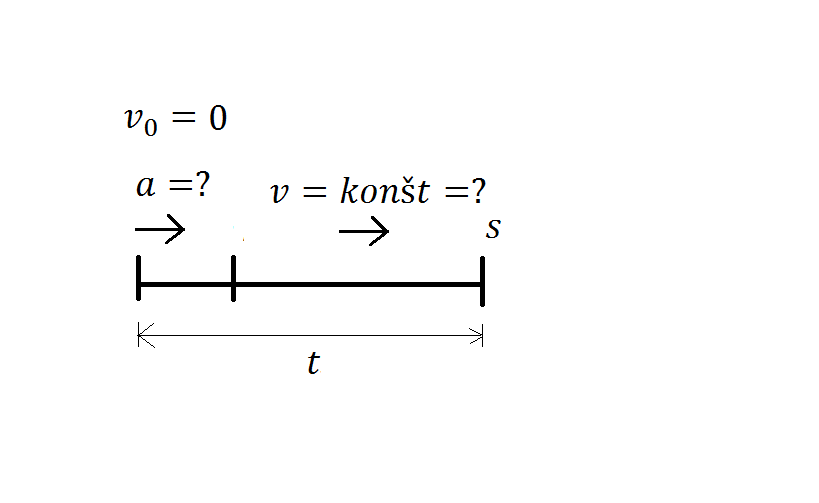 v₀ = 0
a =?
v = konšt =?
s
t